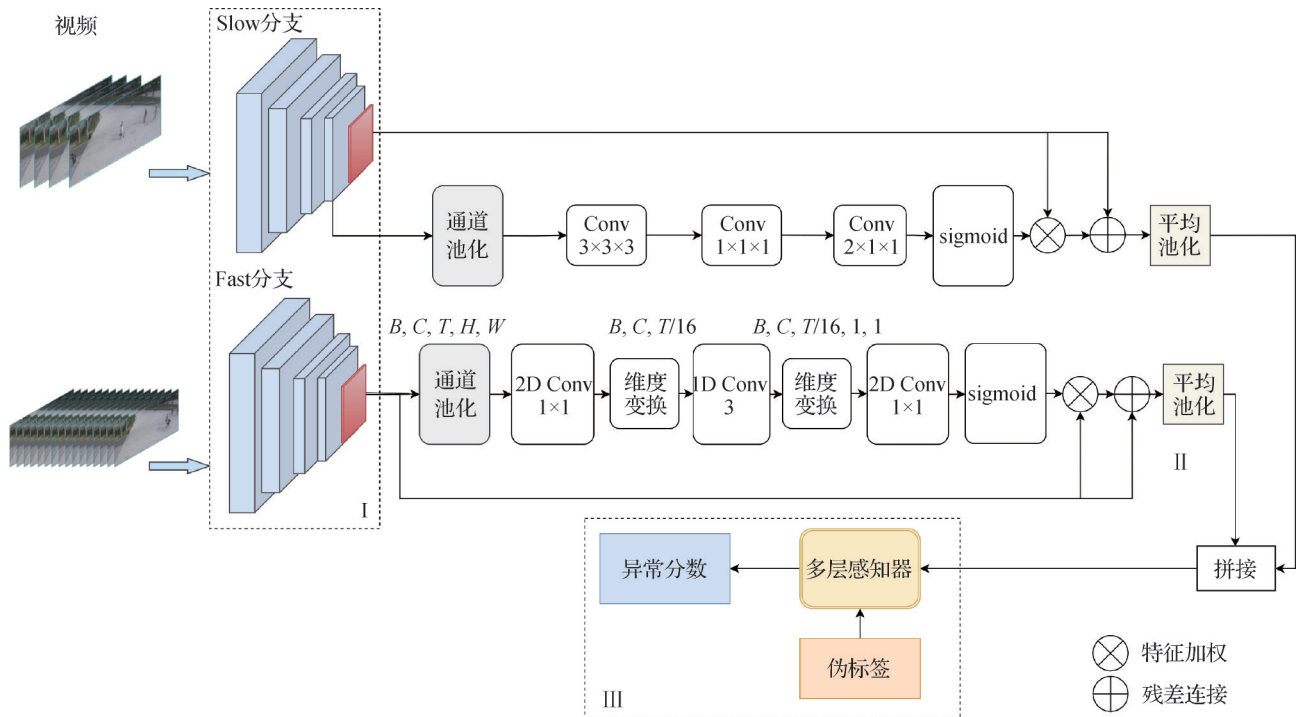 视频
Slow分支
通道
池化
Conv
3×3×3
Conv
1×1×1
Conv
2×1×1
sigmoid
平均
池化
Fast分支
B, C, T, H, W
B, C, T/16
B, C, T/16, 1, 1
通道
池化
2D Conv
1×1
维度
变换
1D Conv
3
维度
变换
2D Conv
1×1
sigmoid
平均
池化
I
II
异常分数
多层感知器
拼接
伪标签
III
特征加权
残差连接